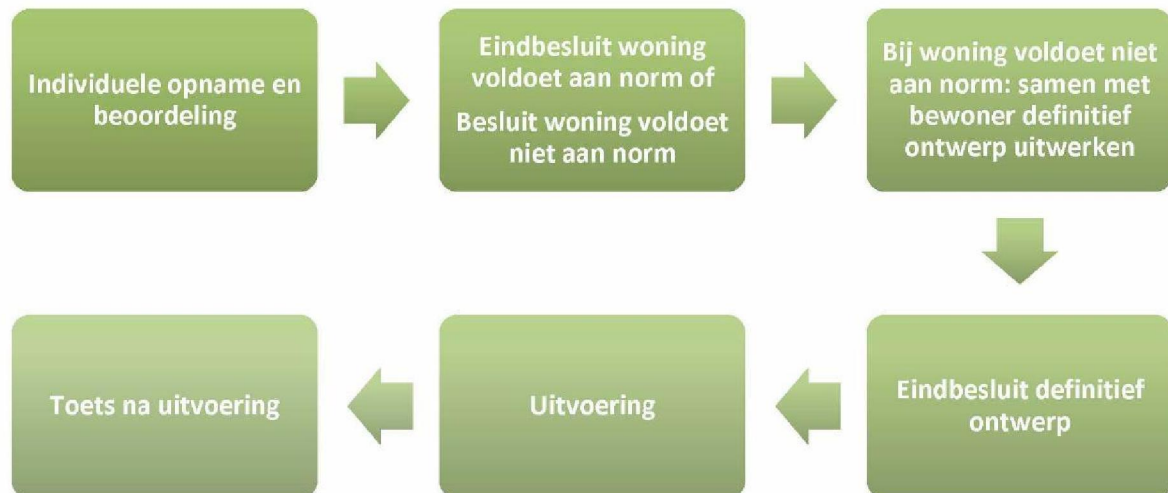 Individuele opname en
beoordeling
Eindbesluit woning
voldoet aan norm of
Besluit woning voldoet
niet aan norm
Bij woning voldoet niet
aan norm: samen met
bewoner definitief
ontwerp uitwerken
Eindbesluit definitief
ontwerp
Uitvoering
Toets na uitvoering